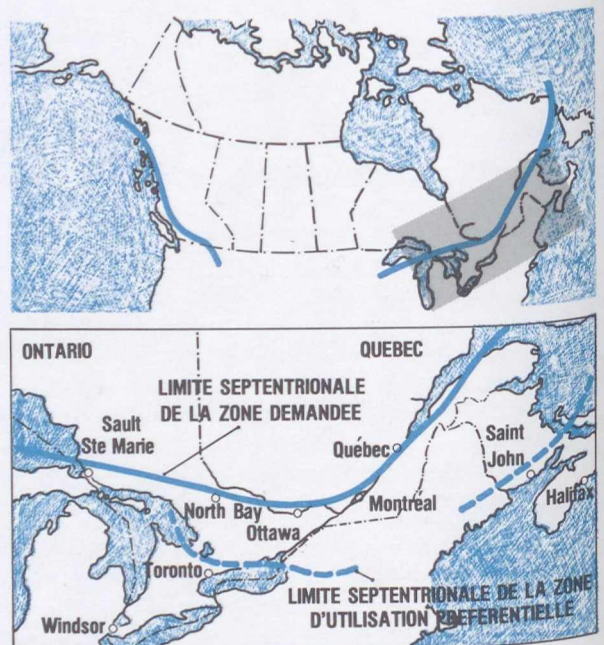 ONTARIO
QUEBEC
LIMITE SEPTENTRIONALE
DE LA ZONE DEMANDEE
Sault
Ste Marie
Québec
Saint
John
North Bay
Montréal
Halifax
Ottawa
Toronto
LIMITE SEPTENTRIONALE DE LA ZONE
D'UTILISATION PREFERENTIELLE
Windsor